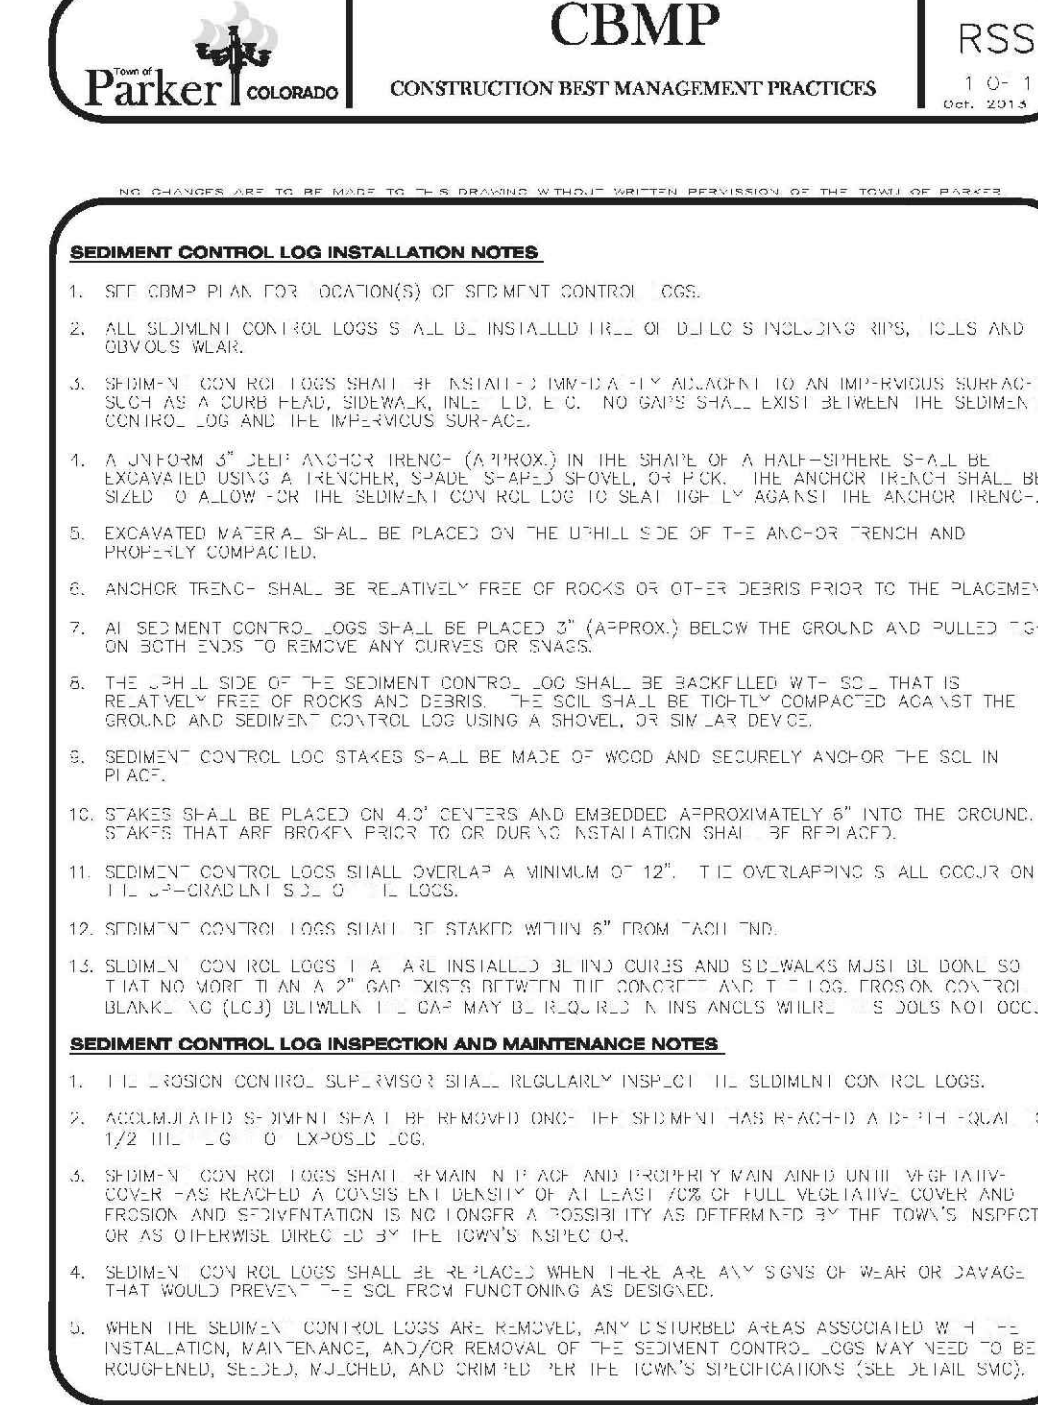 CBMP
RSS
Town of
Parker COLORADO
CONSTRUCTION BEST MANAGEMENT PRACTICES
1 O- 1
Oct. 2013
NO CHANGES ARE TO BE MADE TO THIS DRAWING WITHOUT WRITTEN PERMISSION OF THE TOWN OF PARKER
SEDIMENT CONTROL LOG INSTALLATION NOTES
1. SEE CBMP PLAN FOR LOCATION(S) OF SEDIMENT CONTROL LOGS.
2. ALL SEDIMENT CONTROL LOGS SHALL BE INSTALLED FREE OF DEFECTS INCLUDING RIPS, HOLES AND
OBVIOUS WEAR.
3. SEDIMENT CONTROL LOGS SHALL BE INSTALLED IMMEDIATELY ADJACENT TO AN IMPERVIOUS SURFACE
SUCH AS A CURB HEAD, SIDEWALK, INLET LID, ETC. NO GAPS SHALL EXIST BETWEEN THE SEDIMENT
CONTROL LOG AND THE IMPERVIOUS SURFACE.
4. A UNIFORM 3" DEEP ANCHOR TRENCH (APPROX.) IN THE SHAPE OF A HALF-SPHERE SHALL BE
EXCAVATED USING A TRENCHER, SPADE SHAPED SHOVEL, OR PICK. THE ANCHOR TRENCH SHALL BE
SIZED TO ALLOW FOR THE SEDIMENT CONTROL LOG TO SEAT TIGHTLY AGAINST THE ANCHOR TRENCH.
5. EXCAVATED MATERIAL SHALL BE PLACED ON THE UPHILL SIDE OF THE ANCHOR TRENCH AND
PROPERLY COMPACTED.
6. ANCHOR TRENCH SHALL BE RELATIVELY FREE OF ROCKS OR OTHER DEBRIS PRIOR TO THE PLACEMEN
7. ALL SEDIMENT CONTROL LOGS SHALL BE PLACED 3" (APPROX.) BELOW THE GROUND AND PULLED TIGH
ON BOTH ENDS TO REMOVE ANY CURVES OR SNAGS.
8. THE UPHILL SIDE OF THE SEDIMENT CONTROL LOG SHALL BE BACKFILLED WITH SOIL THAT IS
RELATIVELY FREE OF ROCKS AND DEBRIS. THE SOIL SHALL BE TIGHTLY COMPACTED AGAINST THE
GROUND AND SEDIMENT CONTROL LOG USING A SHOVEL, OR SIMILAR DEVICE.
9. SEDIMENT CONTROL LOG STAKES SHALL BE MADE OF WOOD AND SECURELY ANCHOR THE SCL IN
PLACE.
10. STAKES SHALL BE PLACED ON 4.0' CENTERS AND EMBEDDED APPROXIMATELY 6" INTO THE GROUND.
STAKES THAT ARE BROKEN PRIOR TO OR DURING INSTALLATION SHALL BE REPLACED.
11. SEDIMENT CONTROL LOGS SHALL OVERLAP A MINIMUM OF 12". THE OVERLAPPING SHALL OCCUR ON
THE UP-GRADIENT SIDE OF THE LOGS.
12. SEDIMENT CONTROL LOGS SHALL BE STAKED WITHIN 6" FROM EACH END.
13. SEDIMENT CONTROL LOGS THAT ARE INSTALLED BEHIND CURBS AND SIDEWALKS MUST BE DONE SO
THAT NO MORE THAN A 2" GAP EXISTS BETWEEN THE CONCRETE AND THE LOG. EROSION CONTROL
BLANKETING (ECB) BETWEEN THE GAP MAY BE REQUIRED IN INSTANCES WHERE THIS DOES NOT OCCU
SEDIMENT CONTROL LOG INSPECTION AND MAINTENANCE NOTES
1. THE EROSION CONTROL SUPERVISOR SHALL REGULARLY INSPECT THE SEDIMENT CONTROL LOGS.
2. ACCUMULATED SEDIMENT SHALL BE REMOVED ONCE THE SEDIMENT HAS REACHED A DEPTH EQUAL TO
1/2 THE HEIGHT OF EXPOSED LOG.
3. SEDIMENT CONTROL LOGS SHALL REMAIN IN PLACE AND PROPERLY MAINTAINED UNTIL VEGETATIVE
COVER HAS REACHED A CONSISTENT DENSITY OF AT LEAST 70% OF FULL VEGETATIVE COVER AND
EROSION AND SEDIMENTATION IS NO LONGER A POSSIBILITY AS DETERMINED BY THE TOWN'S INSPECT
OR AS OTHERWISE DIRECTED BY THE TOWN'S INSPECTOR.
4. SEDIMENT CONTROL LOGS SHALL BE REPLACED WHEN THERE ARE ANY SIGNS OF WEAR OR DAMAGE
THAT WOULD PREVENT THE SCL FROM FUNCTIONING AS DESIGNED.
5. WHEN THE SEDIMENT CONTROL LOGS ARE REMOVED, ANY DISTURBED AREAS ASSOCIATED WITH THE
INSTALLATION, MAINTENANCE, AND/OR REMOVAL OF THE SEDIMENT CONTROL LOGS MAY NEED TO BE
ROUGHENED, SEEDED, MULCHED, AND CRIMPED PER THE TOWN'S SPECIFICATIONS (SEE DETAIL SMC).